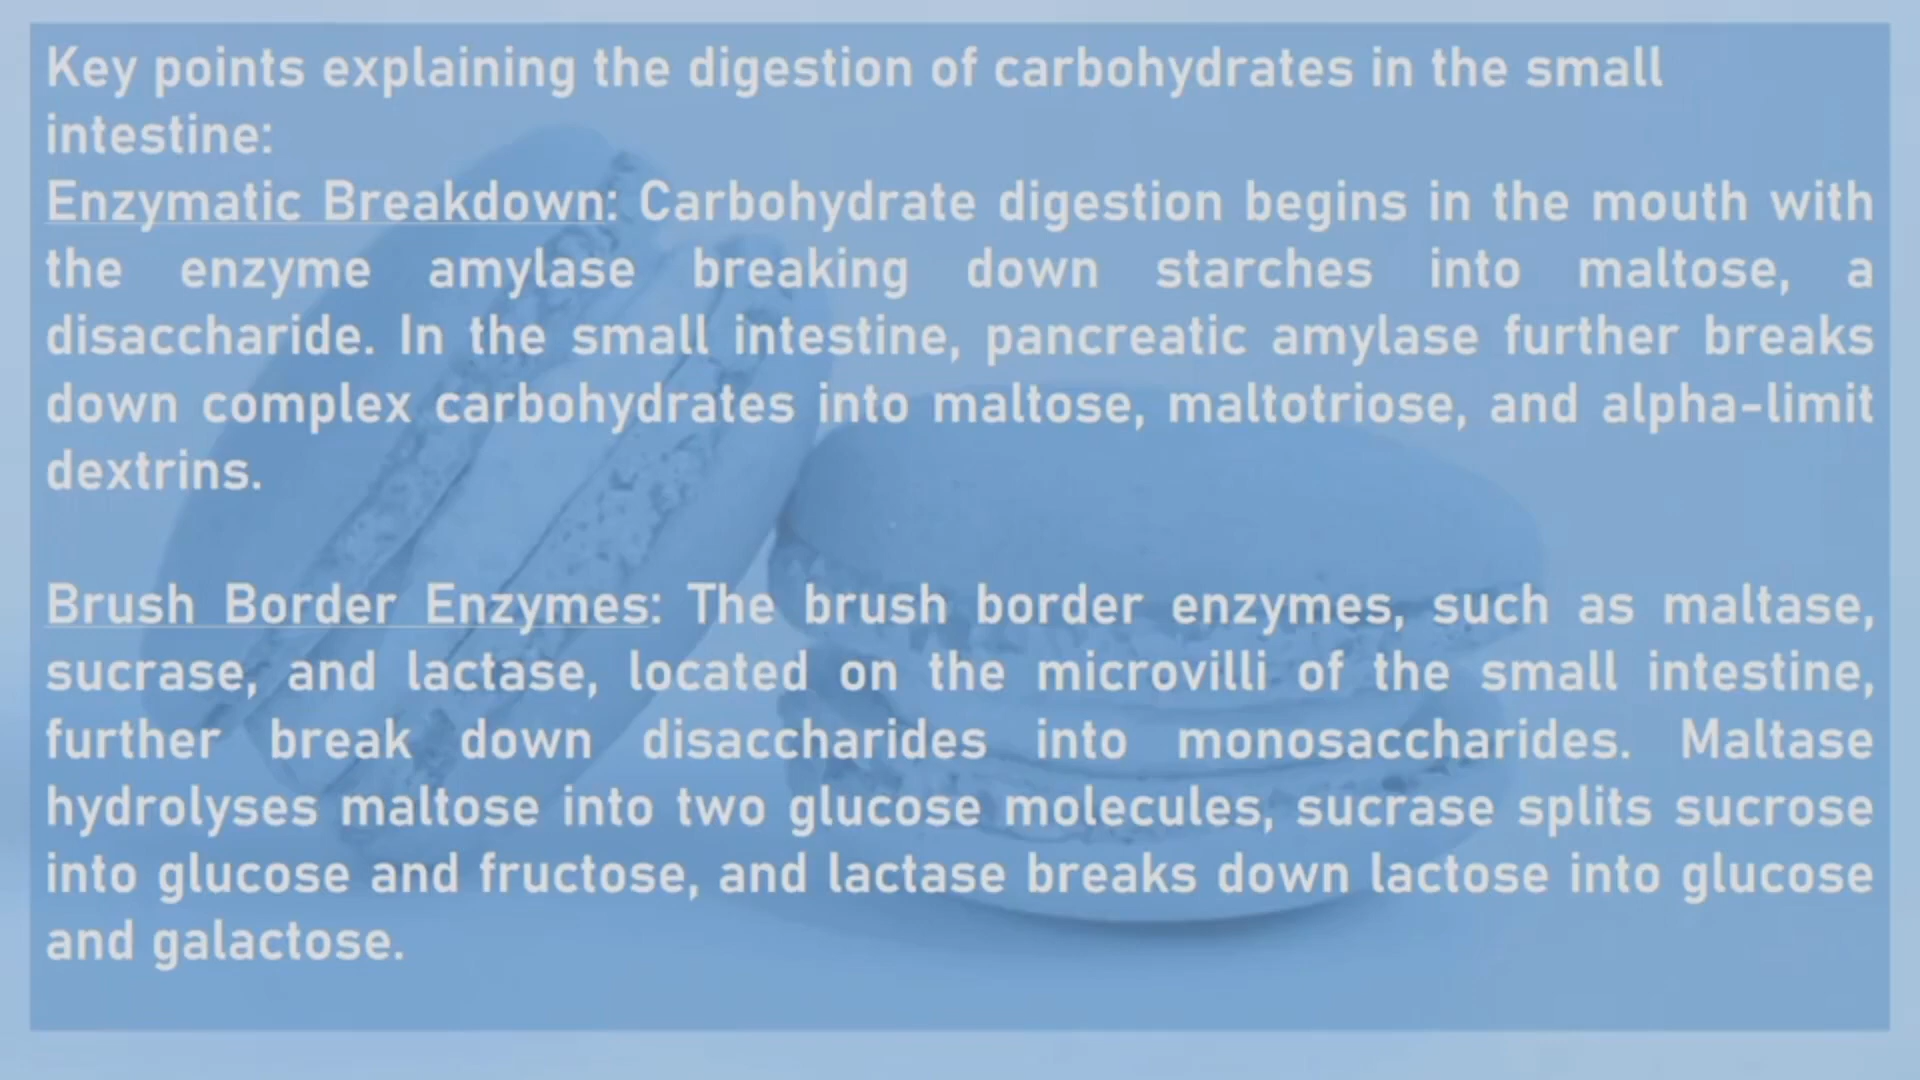 Key points explaining the digestion of carbohydrates in the small
intestine:
Enzymatic Breakdown: Carbohydrate digestion begins in the mouth with
the enzyme amylase breaking down starches into maltose, a
disaccharide. In the small intestine, pancreatic amylase further breaks
down complex carbohydrates into maltose, maltotriose, and alpha-limit
dextrins.
Brush Border Enzymes: The brush border enzymes, such as maltase,
sucrase, and lactase, located on the microvilli of the small intestine,
further break down disaccharides into monosaccharides. Maltase
hydrolyses maltose into two glucose molecules, sucrase splits sucrose
into glucose and fructose, and lactase breaks down lactose into glucose
and galactose.